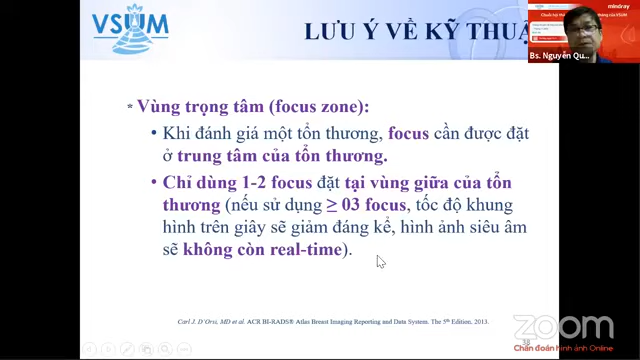 VSUM
LƯU Ý VỀ KỸ THUẬ
mindray
Bs. Nguyễn Qu...
* Vùng trọng tâm (focus zone):
• Khi đánh giá một tổn thương, focus cần được đặt
ở trung tâm của tổn thương.
• Chỉ dùng 1-2 focus đặt tại vùng giữa của tổn
thương (nếu sử dụng ≥ 03 focus, tốc độ khung
hình trên giây sẽ giảm đáng kể, hình ảnh siêu âm
sẽ không còn real-time).
Carl J. D'Orsi, MD et al. ACR BI-RADS® Atlas Breast Imaging Reporting and Data System. The 5th Edition, 2013.
38
zoom
Chẩn đoán hình ảnh Online